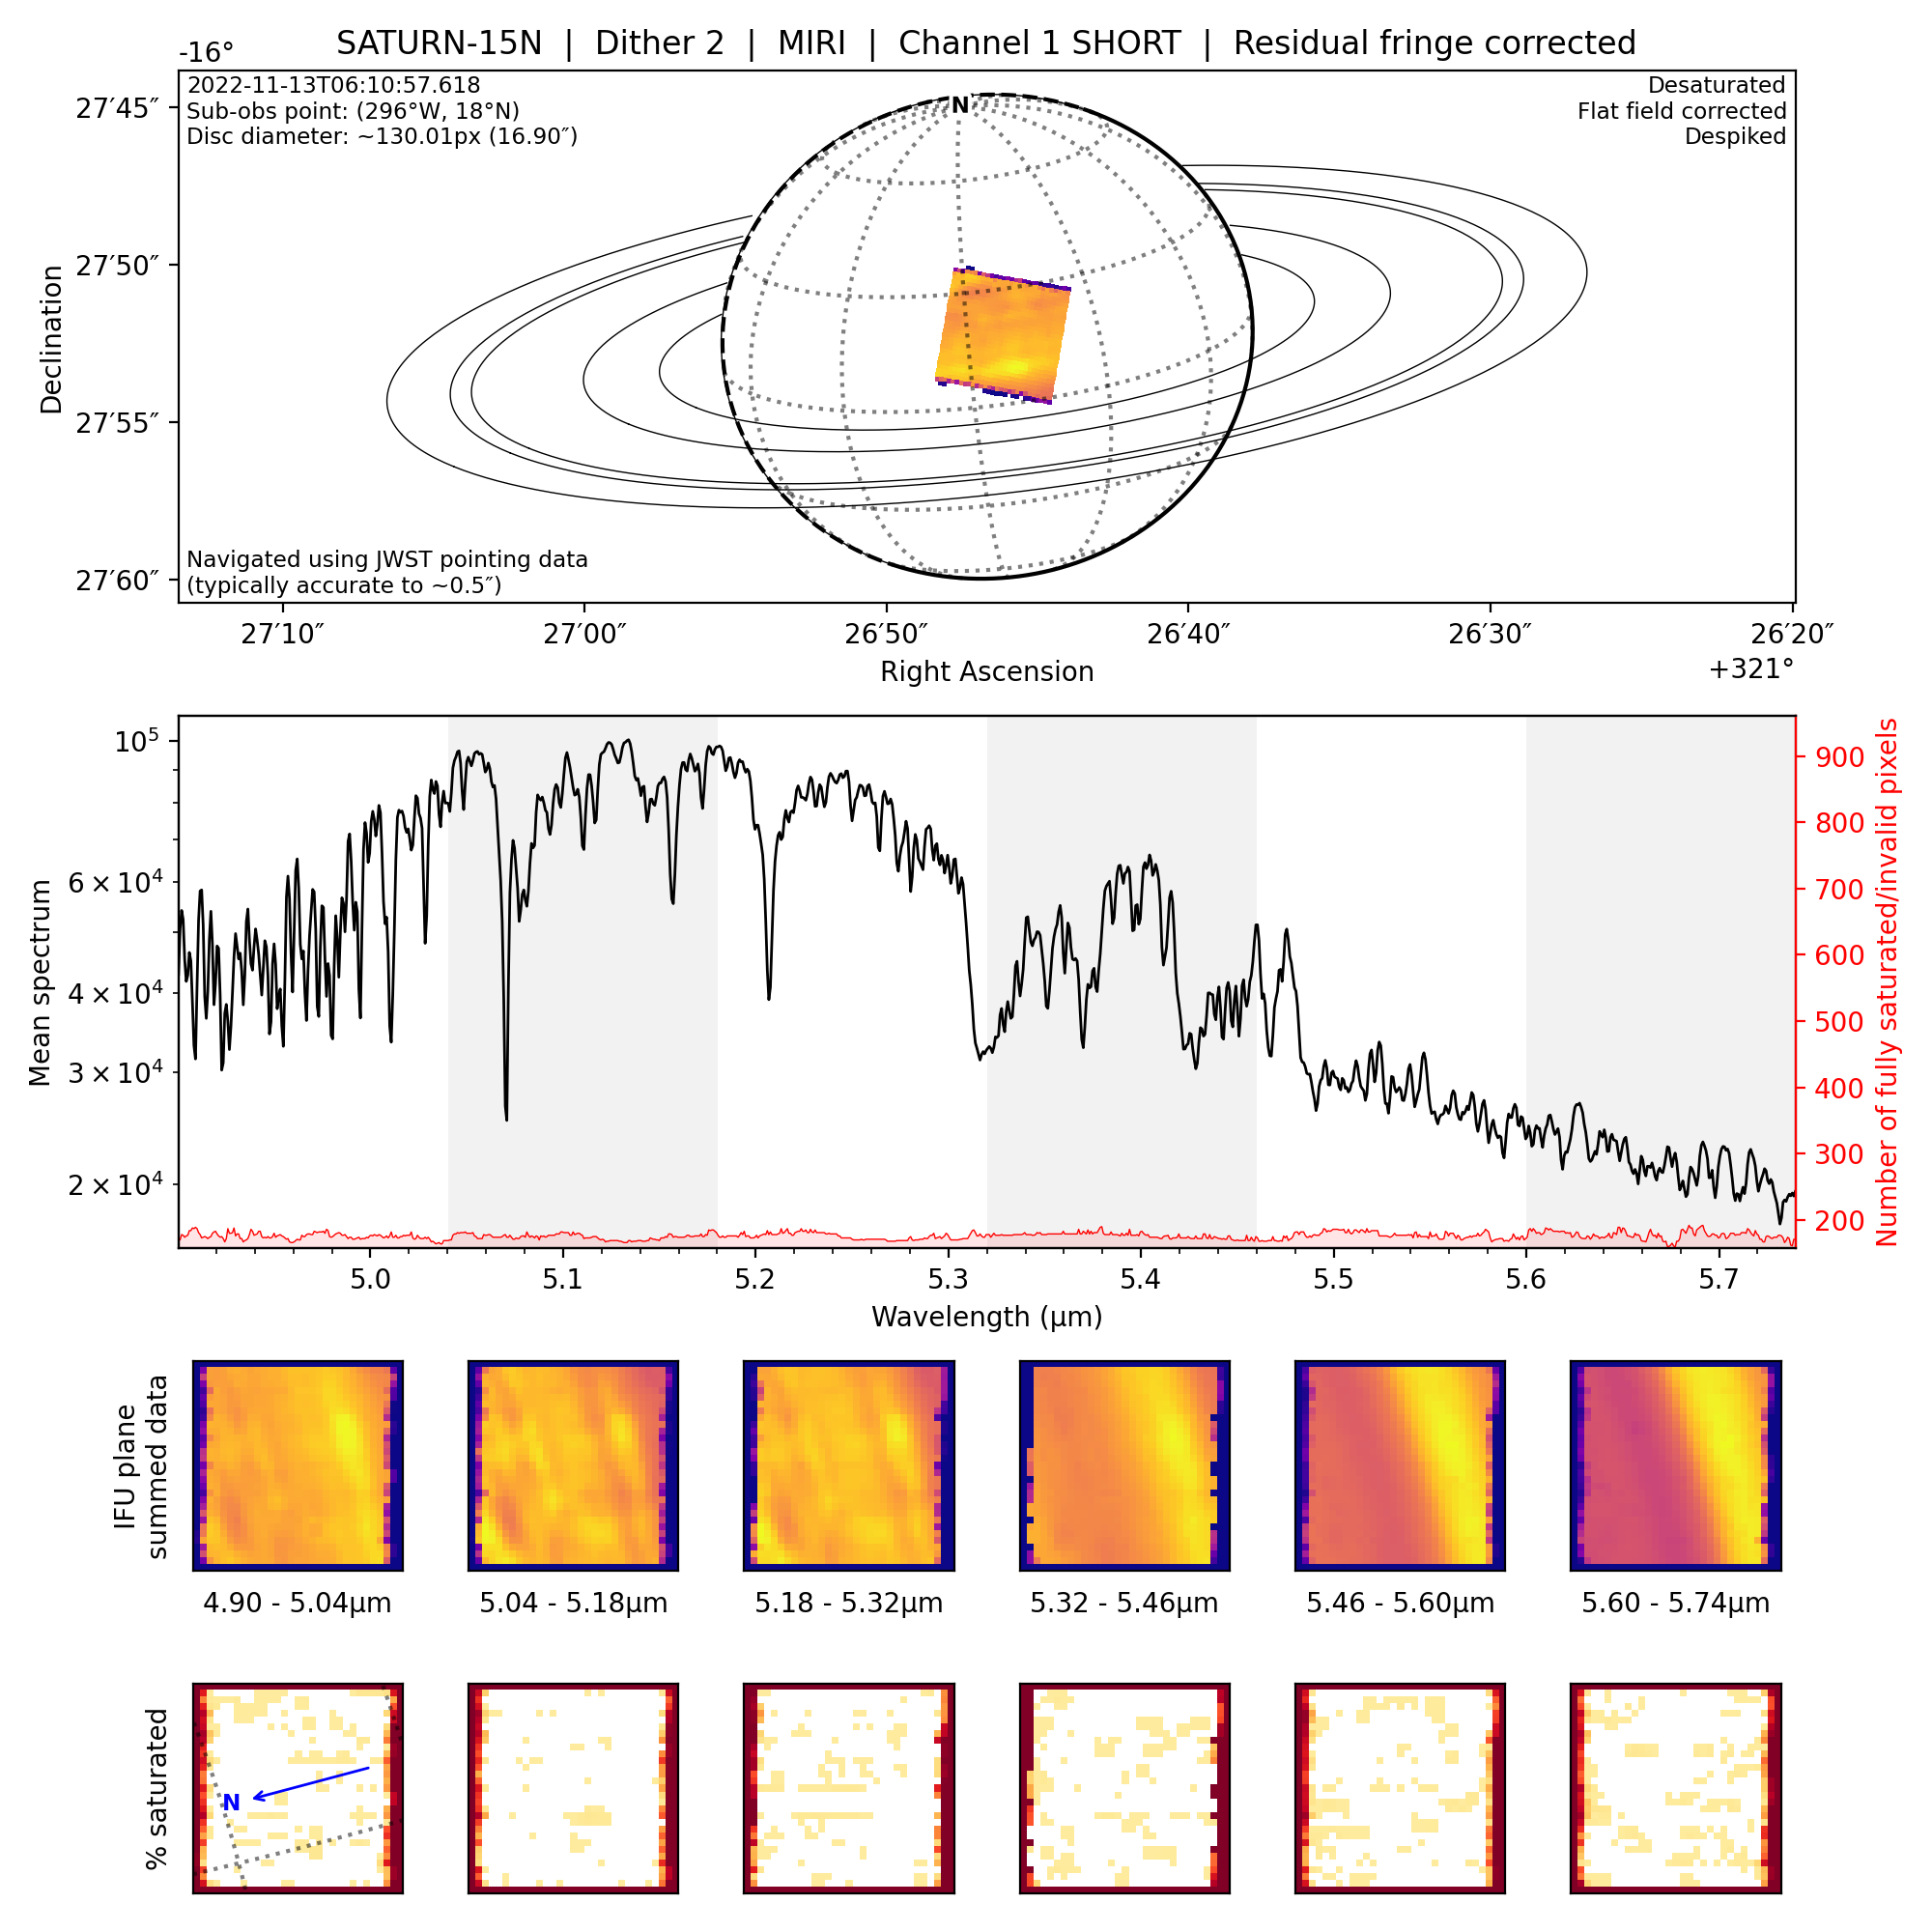 SATURN-15N | Dither 2 | MIRI | Channel 1 SHORT | Residual fringe corrected
-16°
2022-11-13T06:10:57.618
Sub-obs point: (296°W, 18°N)
Disc diameter: ~130.01px (16.90″)
Desaturated
Flat field corrected
Despiked
N
27′45″
27′50″
27′55″
27′60″
Declination
Navigated using JWST pointing data
(typically accurate to ~0.5″)
27′10″ 27′00″ 26′50″ 26′40″ 26′30″ 26′20″
Right Ascension
+321°
10⁵
6 × 10⁴
4 × 10⁴
3 × 10⁴
2 × 10⁴
Mean spectrum
900
800
700
600
500
400
300
200
Number of fully saturated/invalid pixels
5.0 5.1 5.2 5.3 5.4 5.5 5.6 5.7
Wavelength (µm)
IFU plane
summed data
4.90 - 5.04µm 5.04 - 5.18µm 5.18 - 5.32µm 5.32 - 5.46µm 5.46 - 5.60µm 5.60 - 5.74µm
% saturated
N